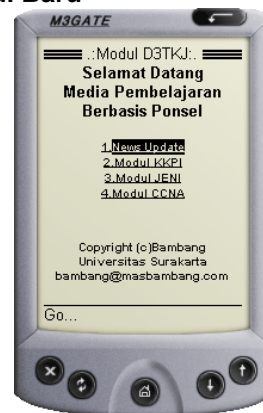 M3GATE
.:Modul D3TKJ:.
Selamat Datang
Media Pembelajaran
Berbasis Ponsel
1.News Update
2.Modul KKPI
3.Modul JENI
4.Modul CCNA
Copyright (c)Bambang
Universitas Surakarta
bambang@masbambang.com
Go...